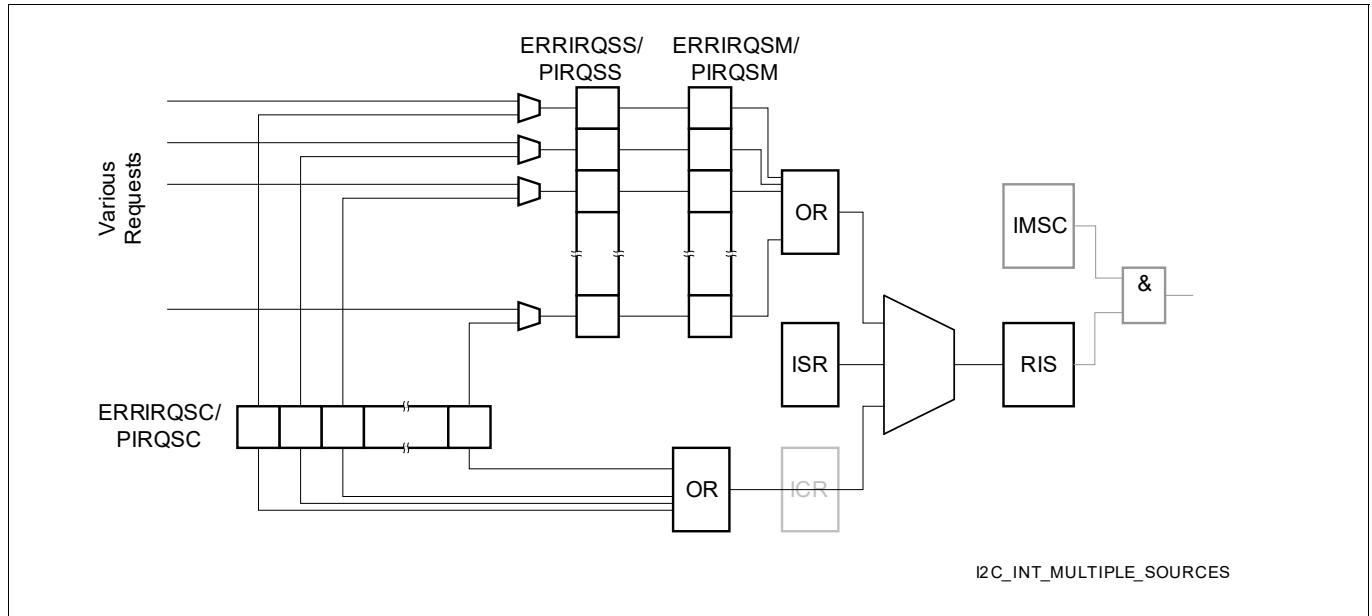 ERRIRQSS/
PIRQSS
ERRIRQSM/
PIRQSM
Various
Requests
OR
IMSC
&
ISR
RIS
ERRIRQSC/
PIRQSC
OR
ICR
I2C_INT_MULTIPLE_SOURCES